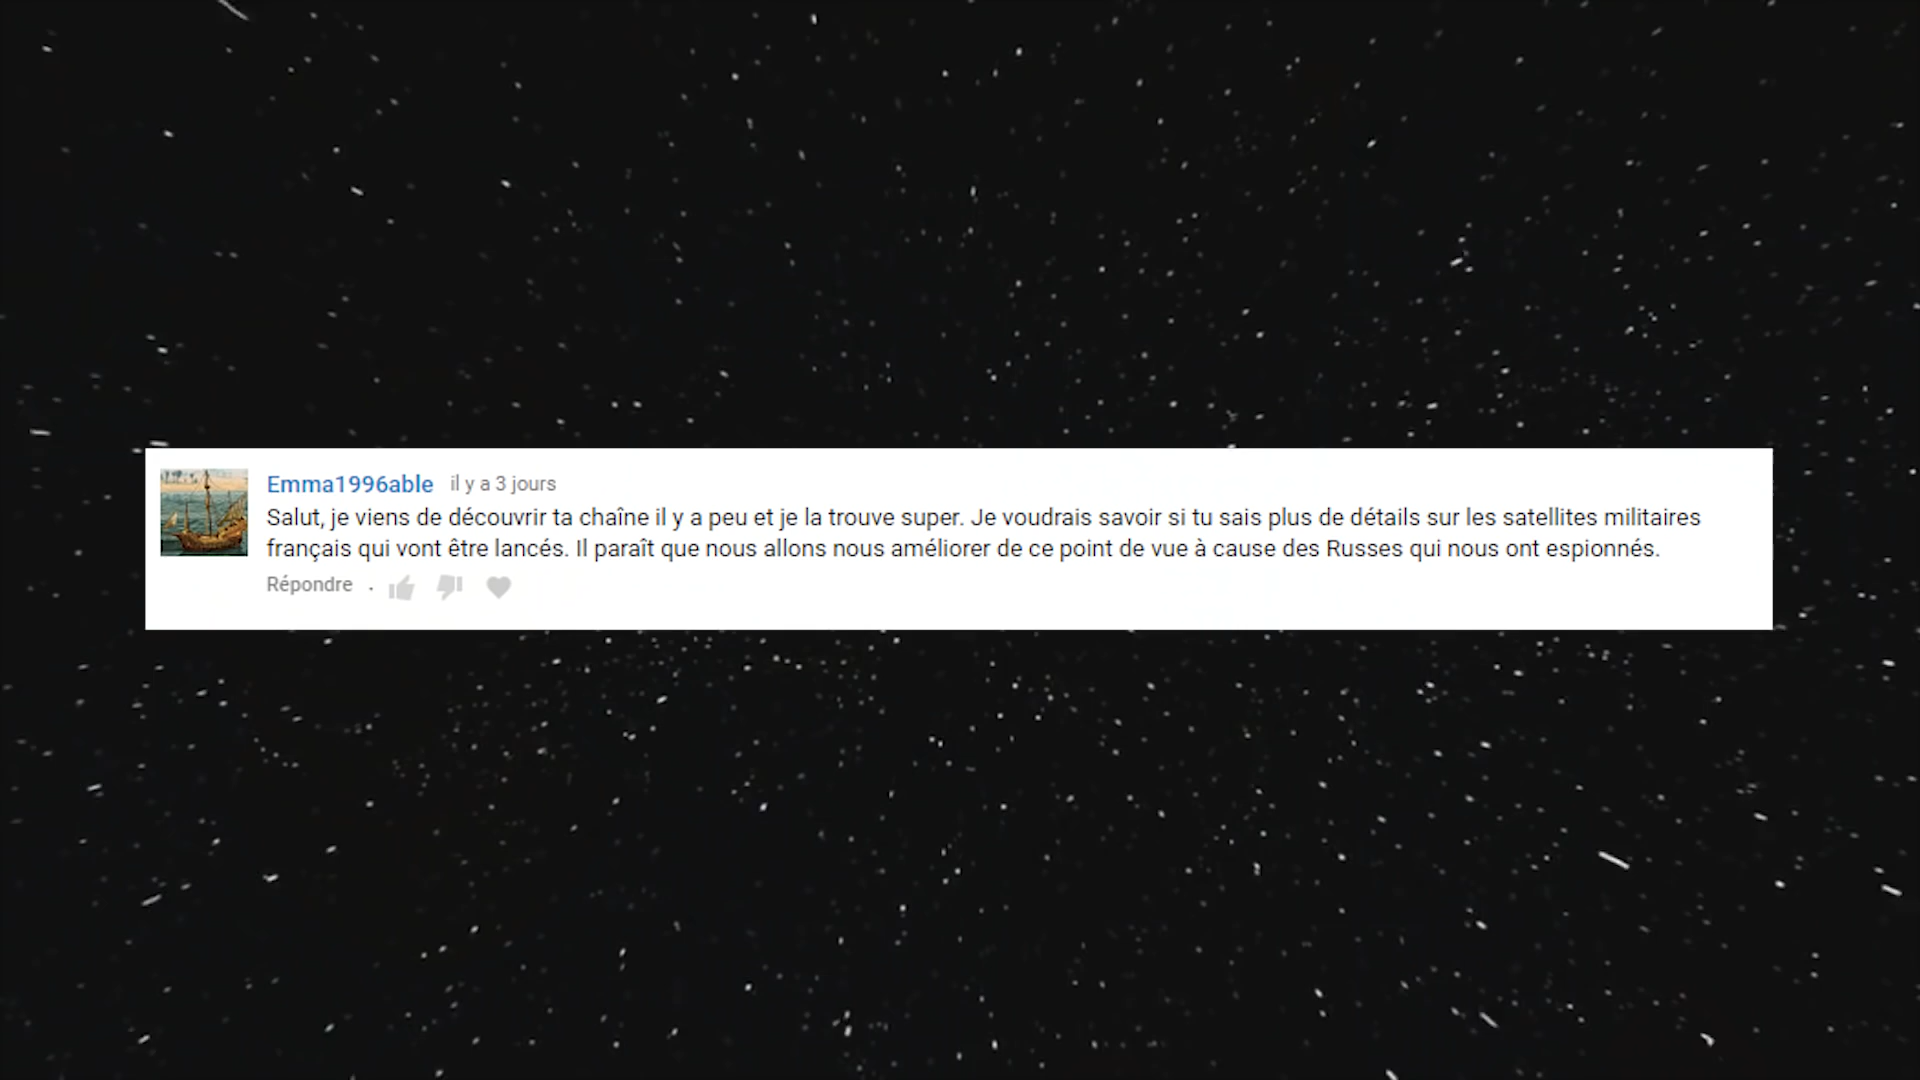 Emma1996able il y a 3 jours
Salut, je viens de découvrir ta chaîne il y a peu et je la trouve super. Je voudrais savoir si tu sais plus de détails sur les satellites militaires
français qui vont être lancés. Il paraît que nous allons nous améliorer de ce point de vue à cause des Russes qui nous ont espionnés.
Répondre .